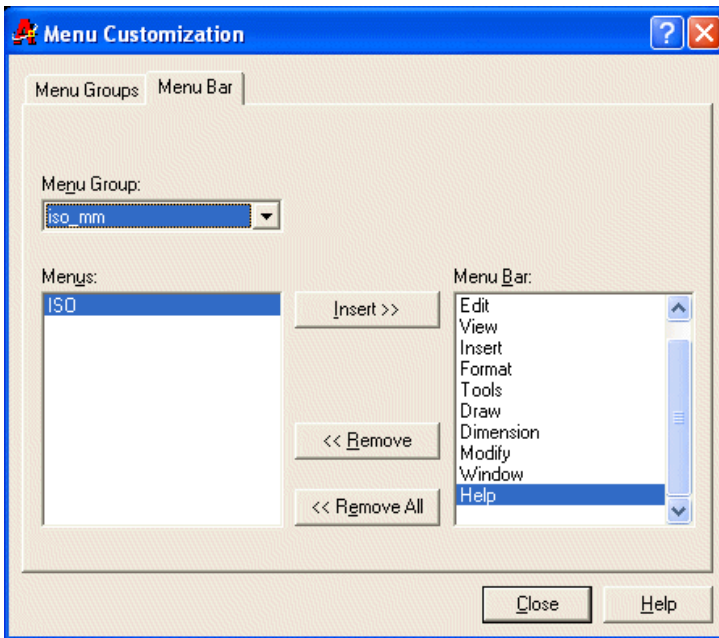 Menu Customization
Menu Groups
Menu Bar
Menu Group:
iso_mm
Menus:
ISO
Insert >>
<< Remove
<< Remove All
Menu Bar:
Edit
View
Insert
Format
Tools
Draw
Dimension
Modify
Window
Help
Close
Help